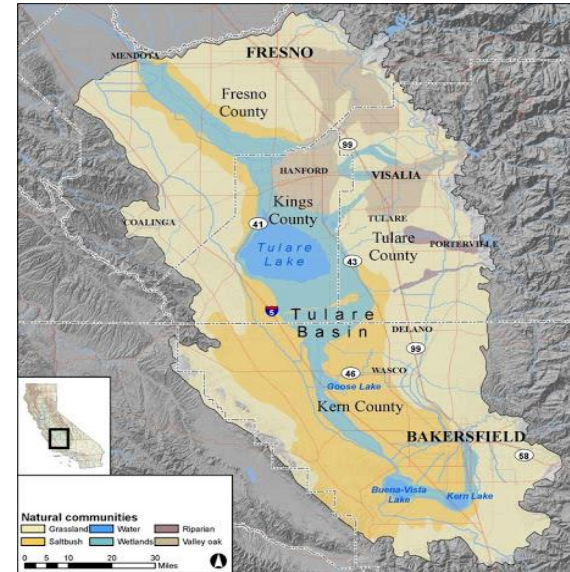 MENDOTA
FRESNO
Fresno
County
99
HANFORD
VISALIA
Kings
County
COALINGA
41
TULARE
Tulare
County
PORTERVILLE
Tulare
Lake
43
5
Tulare
Basin
DELANO
99
46
WASCO
Goose Lake
Kern County
BAKERSFIELD
58
Buena-Vista
Lake
Kern Lake
Natural communities
Grassland Water Riparian
Saltbush Wetlands Valley oak
0 5 10 20 30
Miles